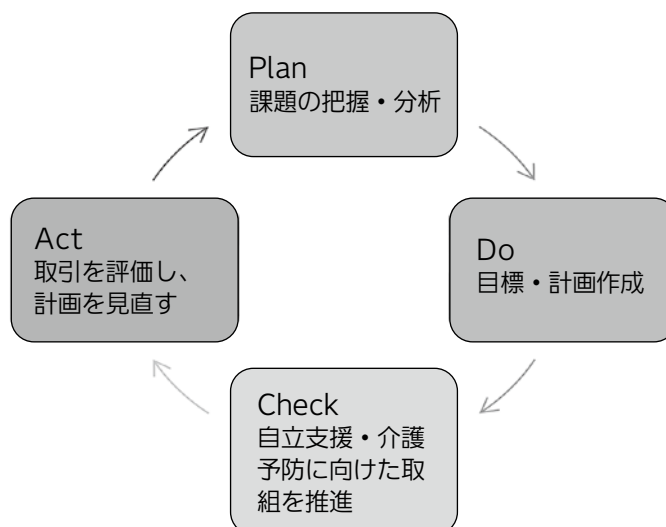 Plan
課題の把握・分析
Do
目標・計画作成
Check
自立支援・介護
予防に向けた取
組を推進
Act
取引を評価し、
計画を見直す